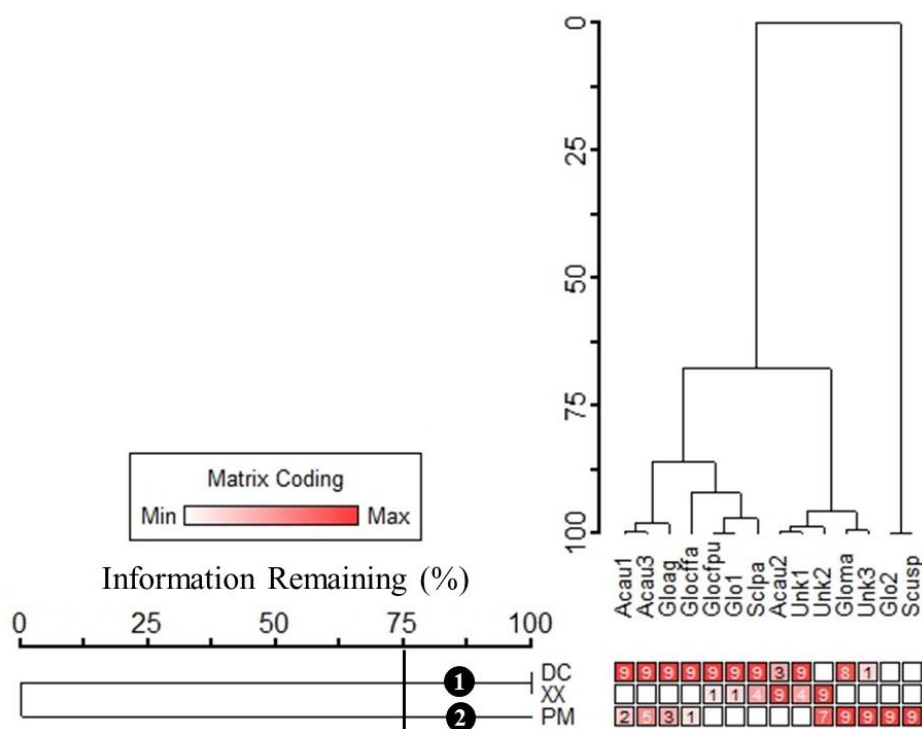 0
25
50
75
100
Matrix Coding
Min Max
Acau1 Acau3 Gloag Glocffa Glocfpu Glo1 Sclpa Acau2 Unk1 Unk2 Gloma Unk3 Glo2 Scusp
Information Remaining (%)
0 25 50 75 100
1 DC 9 9 9 9 9 9 9 3 9 8 1
XX 1 1 4 9 4 9
2 PM 2 5 3 1 7 9 9 9 9